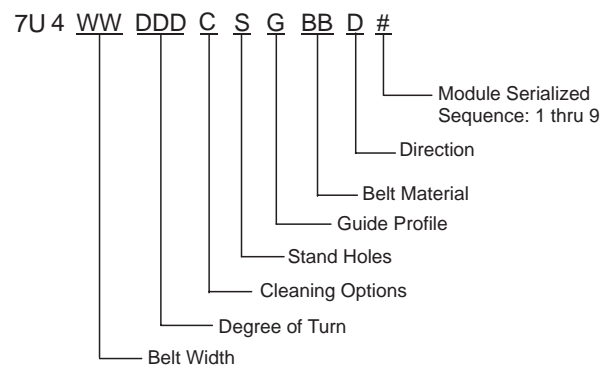 7U 4 WW DDD C S G BB D #
Module Serialized
Sequence: 1 thru 9
Direction
Belt Material
Guide Profile
Stand Holes
Cleaning Options
Degree of Turn
Belt Width